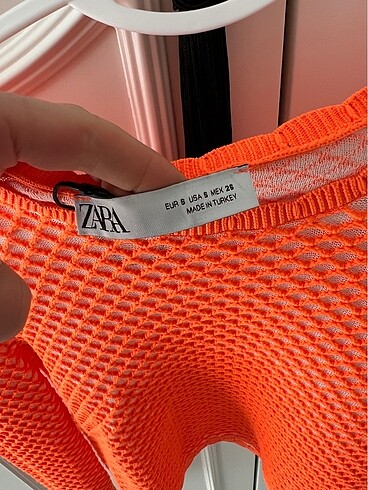 ZARA
EUR S USA S MEX 26
MADE IN TURKEY